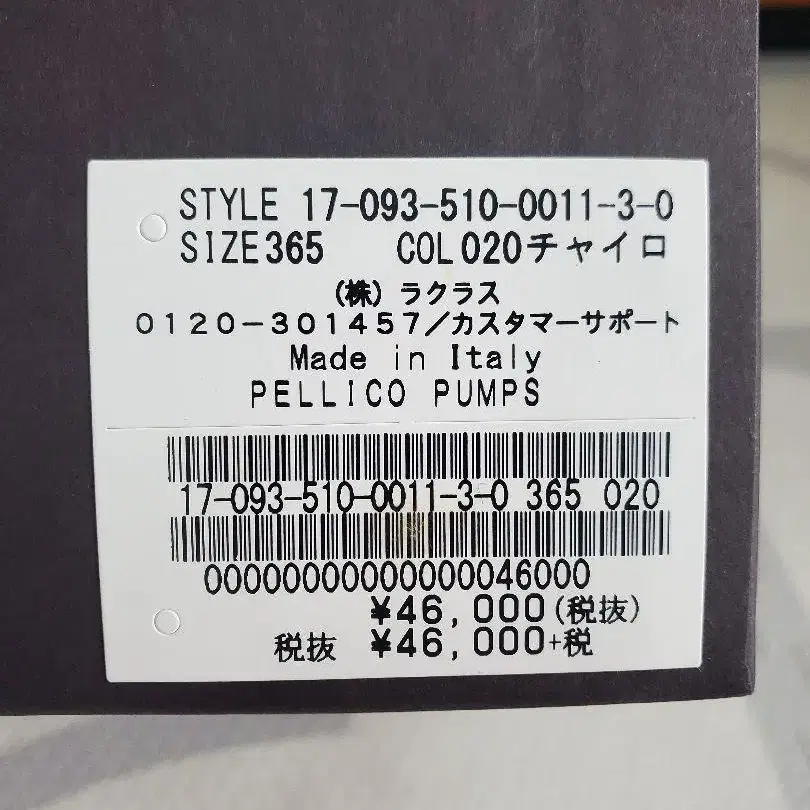 STYLE 17-093-510-0011-3-0
SIZE365 COL020チャイロ
(株) ラクラス
0120-301457/カスタマーサポート
Made in Italy
PELLICO PUMPS
17-093-510-0011-3-0 365 020
00000000000000046000
¥46,000(税抜)
税抜 ¥46,000+税